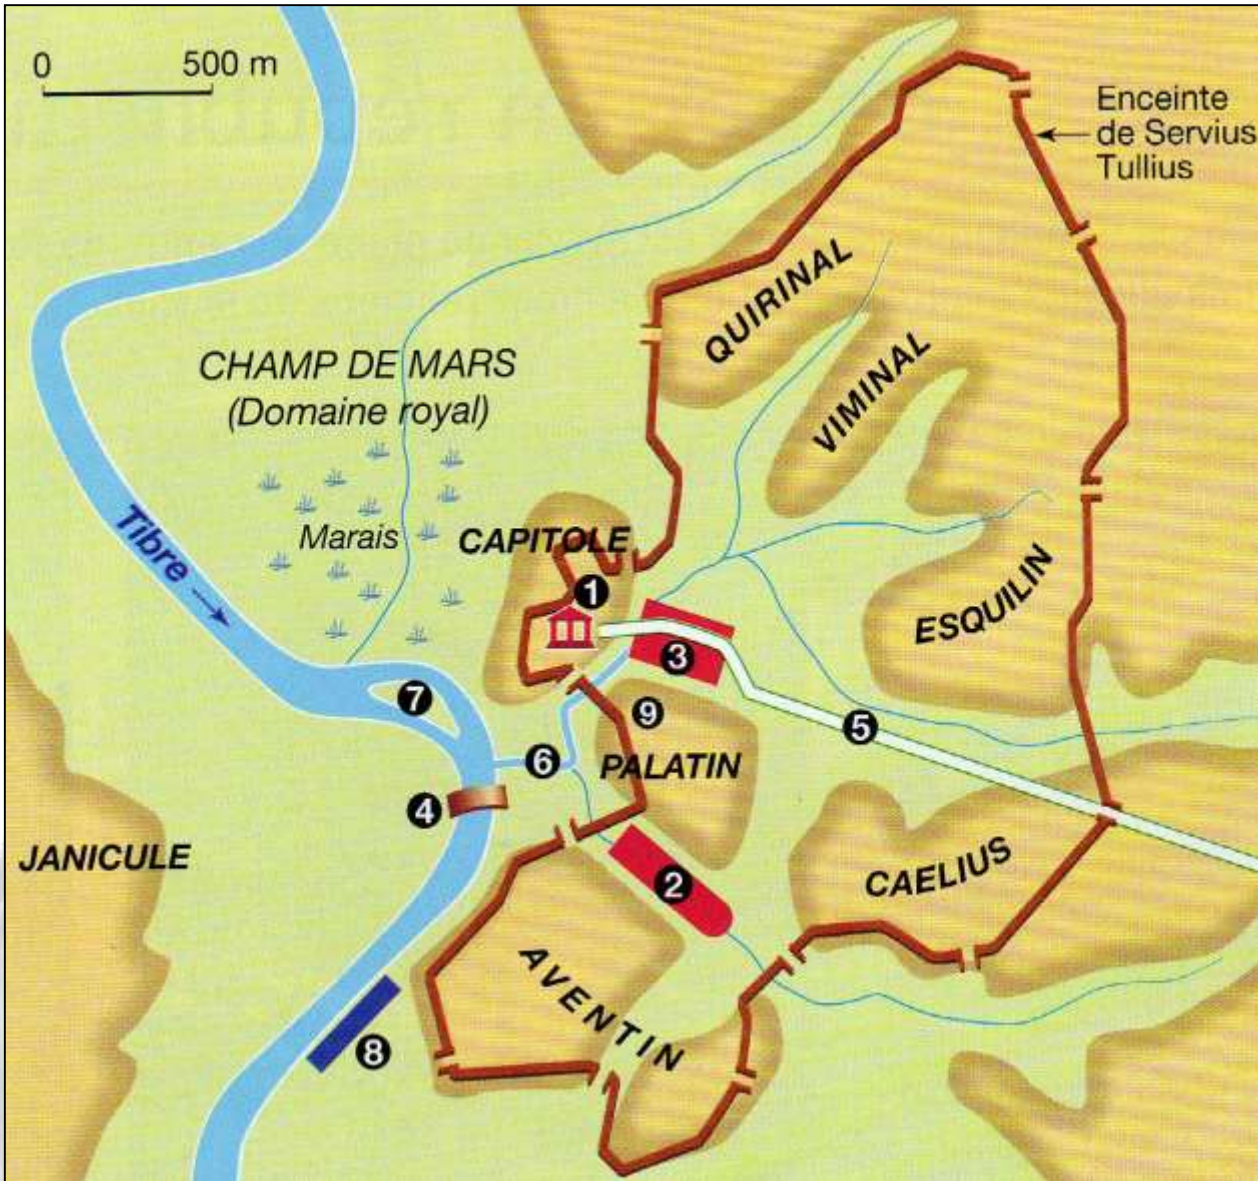 0 500 m
Enceinte
de Servius
Tullius
QUIRINAL
VIMINAL
CHAMP DE MARS
(Domaine royal)
Tibre
Marais
CAPITOLE
1
ESQUILIN
3
7
9
5
6
PALATIN
4
JANICULE
2
CAELIUS
AVENTIN
8